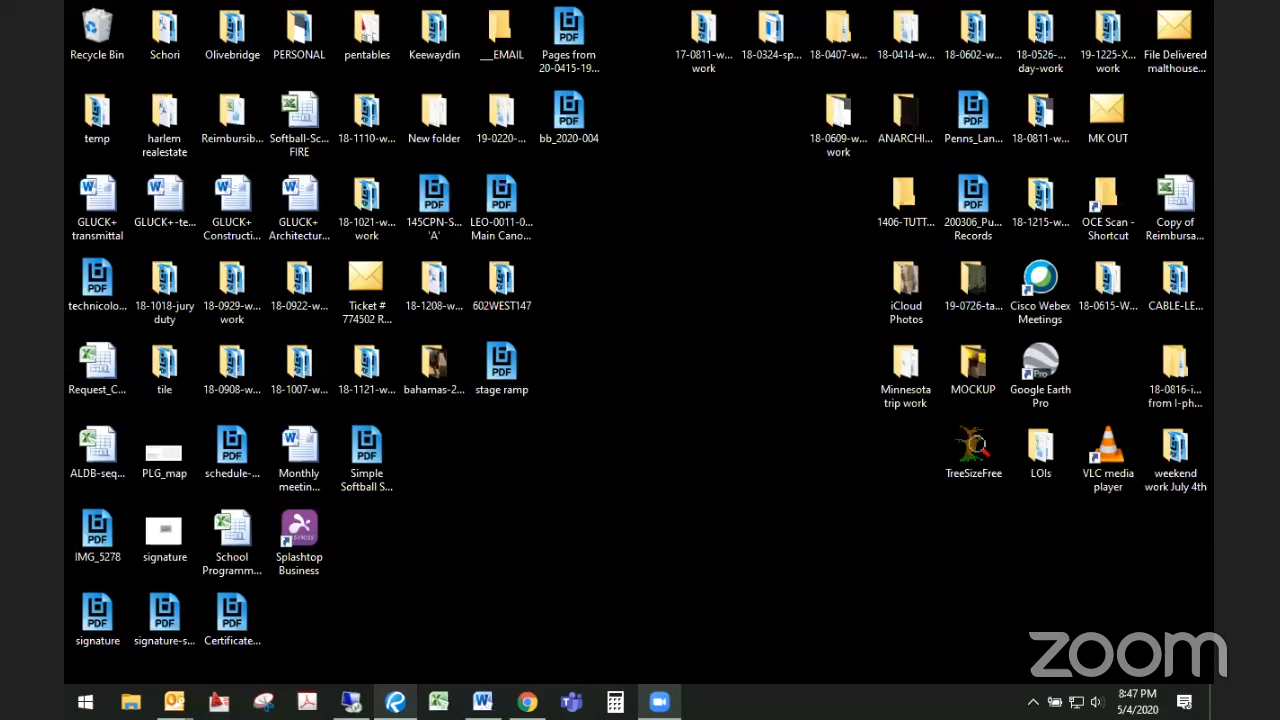 Recycle Bin
Schori
Olivebridge
PERSONAL
pentables
Keewaydin
___EMAIL
Pages from
20-0415-19...
17-0811-w...
work
18-0324-sp...
18-0407-w...
18-0414-w...
18-0602-w...
18-0526-...
day-work
19-1225-X...
work
File Delivered
malthouse...
temp
harlem
realestate
Reimbursib...
Softball-Sc...
FIRE
18-1110-w...
New folder
19-0220-...
bb_2020-004
18-0609-w...
work
ANARCHI...
Penns_Lan...
18-0811-w...
MK OUT
GLUCK+
transmittal
GLUCK+-te...
GLUCK+
Constructi...
GLUCK+
Architectur...
18-1021-w...
work
145CPN-S...
'A'
LEO-0011-0...
Main Cano...
1406-TUTT...
200306_Pu...
Records
18-1215-w...
OCE Scan -
Shortcut
Copy of
Reimbursa...
technicolo...
18-1018-jury
duty
18-0929-w...
work
18-0922-w...
Ticket #
774502 R...
18-1208-w...
602WEST147
iCloud
Photos
19-0726-ta...
Cisco Webex
Meetings
18-0615-W...
CABLE-LE...
Request_C...
tile
18-0908-w...
18-1007-w...
18-1121-w...
bahamas-2...
stage ramp
Minnesota
trip work
MOCKUP
Google Earth
Pro
18-0816-i...
from I-ph...
ALDB-seq...
PLG_map
schedule-...
Monthly
meetin...
Simple
Softball S...
TreeSizeFree
LOIs
VLC media
player
weekend
work July 4th
IMG_5278
signature
School
Programm...
Splashtop
Business
signature
signature-s...
Certificate...
zoom
8:47 PM
5/4/2020